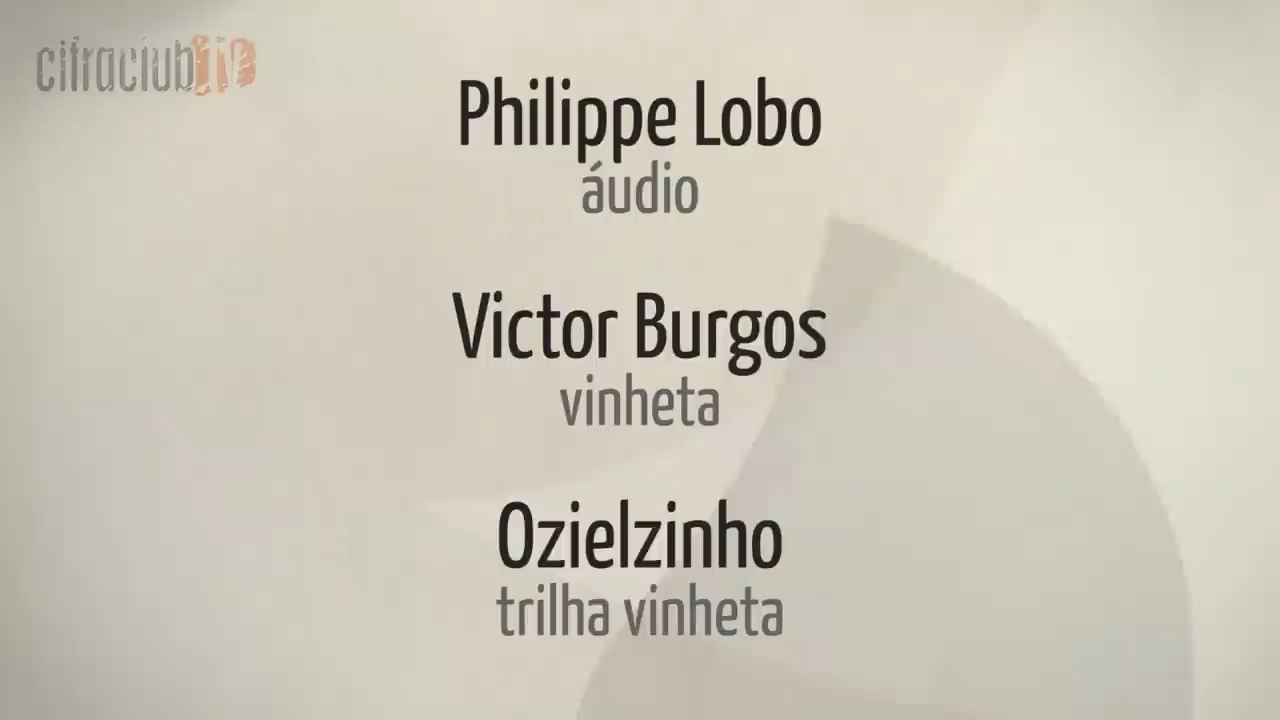 cifraclub TV
Philippe Lobo
áudio
Victor Burgos
vinheta
Ozielzinho
trilha vinheta